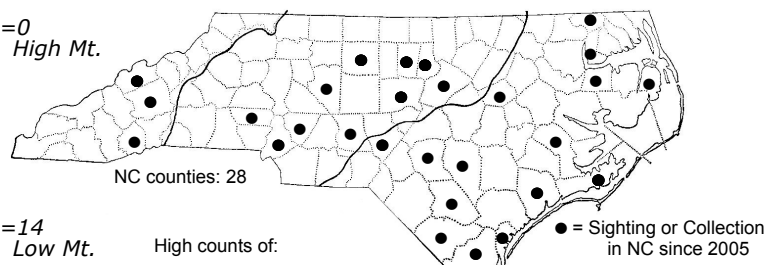 =0
High Mt.
NC counties: 28
=14
Low Mt.
High counts of:
● = Sighting or Collection
in NC since 2005